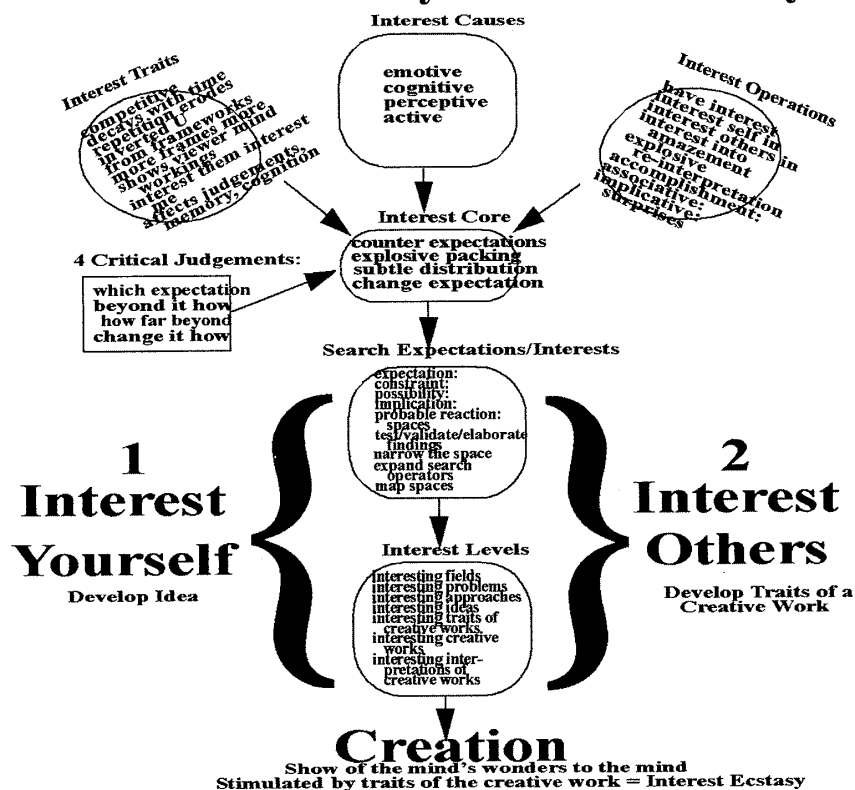 Interest Causes
emotive
cognitive
perceptive
active
Interest Traits
competitive
decays with time
repetition erodes
inverted U
from frameworks
more frames more
shows viewer mind
workings
interest them interest
me
affects judgements,
memory, cognition
Interest Operations
have interest
interest self in
interest others in
interest into
amazement
explosive
re-interpretation
accomplishment:
associative:
implicative:
surprises
Interest Core
counter expectations
explosive packing
subtle distribution
change expectation
4 Critical Judgements:
which expectation
beyond it how
how far beyond
change it how
Search Expectations/Interests
expectation:
constraint:
possibility:
implication:
probable reaction:
spaces
test/validate/elaborate
findings
narrow the space
expand search
operators
map spaces
1
Interest
Yourself
Develop Idea
2
Interest
Others
Develop Traits of a
Creative Work
Interest Levels
interesting fields
interesting problems
interesting approaches
interesting ideas
interesting traits of
creative works
interesting creative
works
interesting inter-
pretations of
creative works
Creation
Show of the mind's wonders to the mind
Stimulated by traits of the creative work = Interest Ecstasy